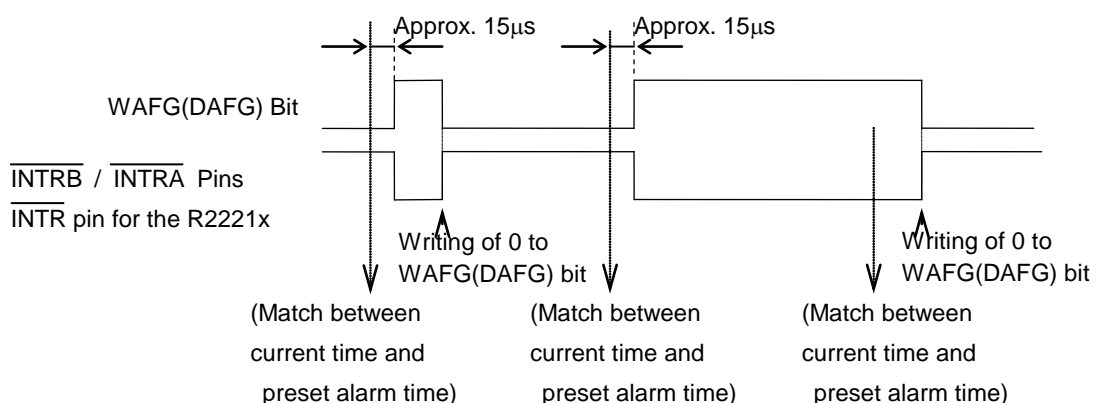 Approx. 15μs
Approx. 15μs
WAFG(DAFG) Bit
INTRB / INTRA Pins
INTR pin for the R2221x
Writing of 0 to
WAFG(DAFG) bit
Writing of 0 to
WAFG(DAFG) bit
(Match between
current time and
preset alarm time)
(Match between
current time and
preset alarm time)
(Match between
current time and
preset alarm time)